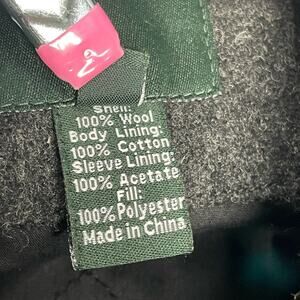 Shell:
100% Wool
Body Lining:
100% Cotton
Sleeve Lining:
100% Acetate
Fill:
100% Polyester
Made in China